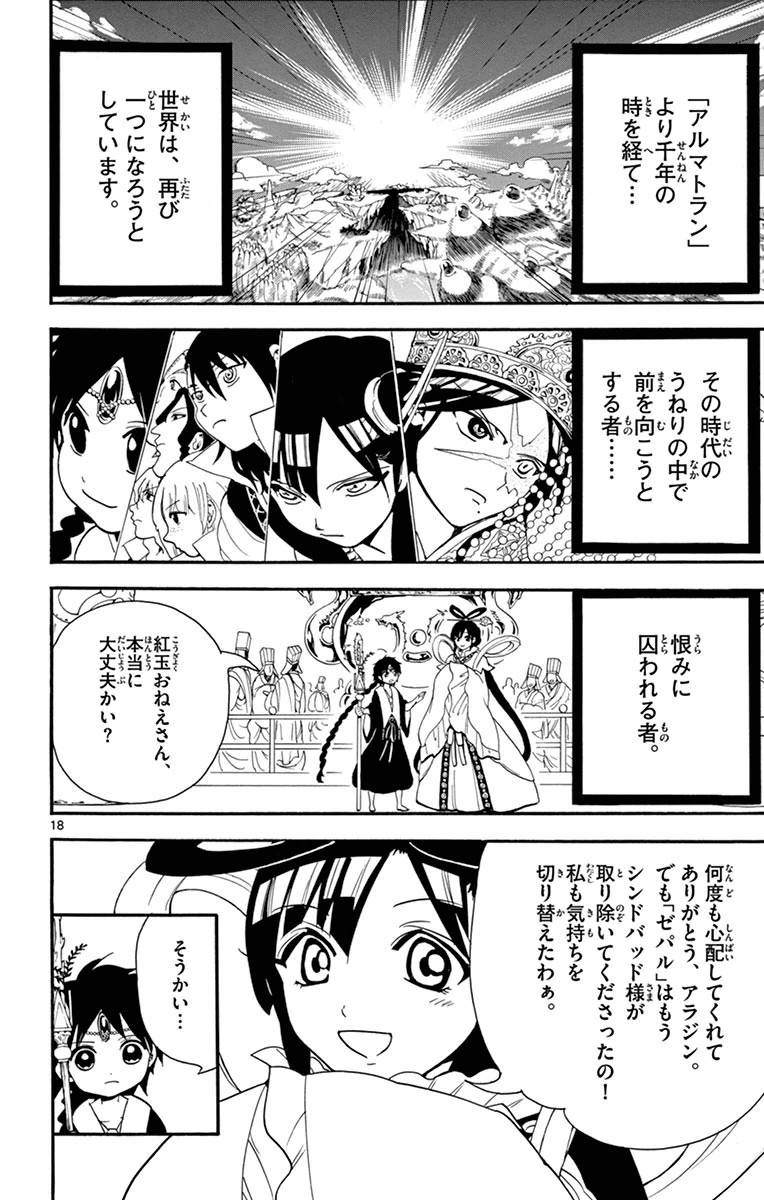 「アルマトラン」
より千年の
時を経て…
世界は、再び
一つになろうと
しています。
その時代の
うねりの中で
前を向こうと
する者……
恨みに
囚われる者。
紅玉おねえさん、
本当に
大丈夫かい?
18
何度も心配してくれて
ありがとう、アラジン。
でも「ゼパル」はもう
シンドバッド様が
取り除いてくださったの!
私も気持ちを
切り替えたわぁ。
そうかい…